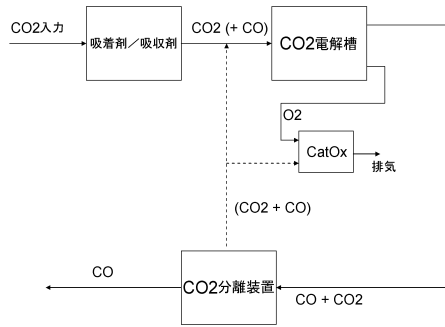 CO2入力
吸着剤／吸収剤
CO2 (+ CO)
CO2電解槽
O2
CatOx
排気
(CO2 + CO)
CO
CO2分離装置
CO + CO2